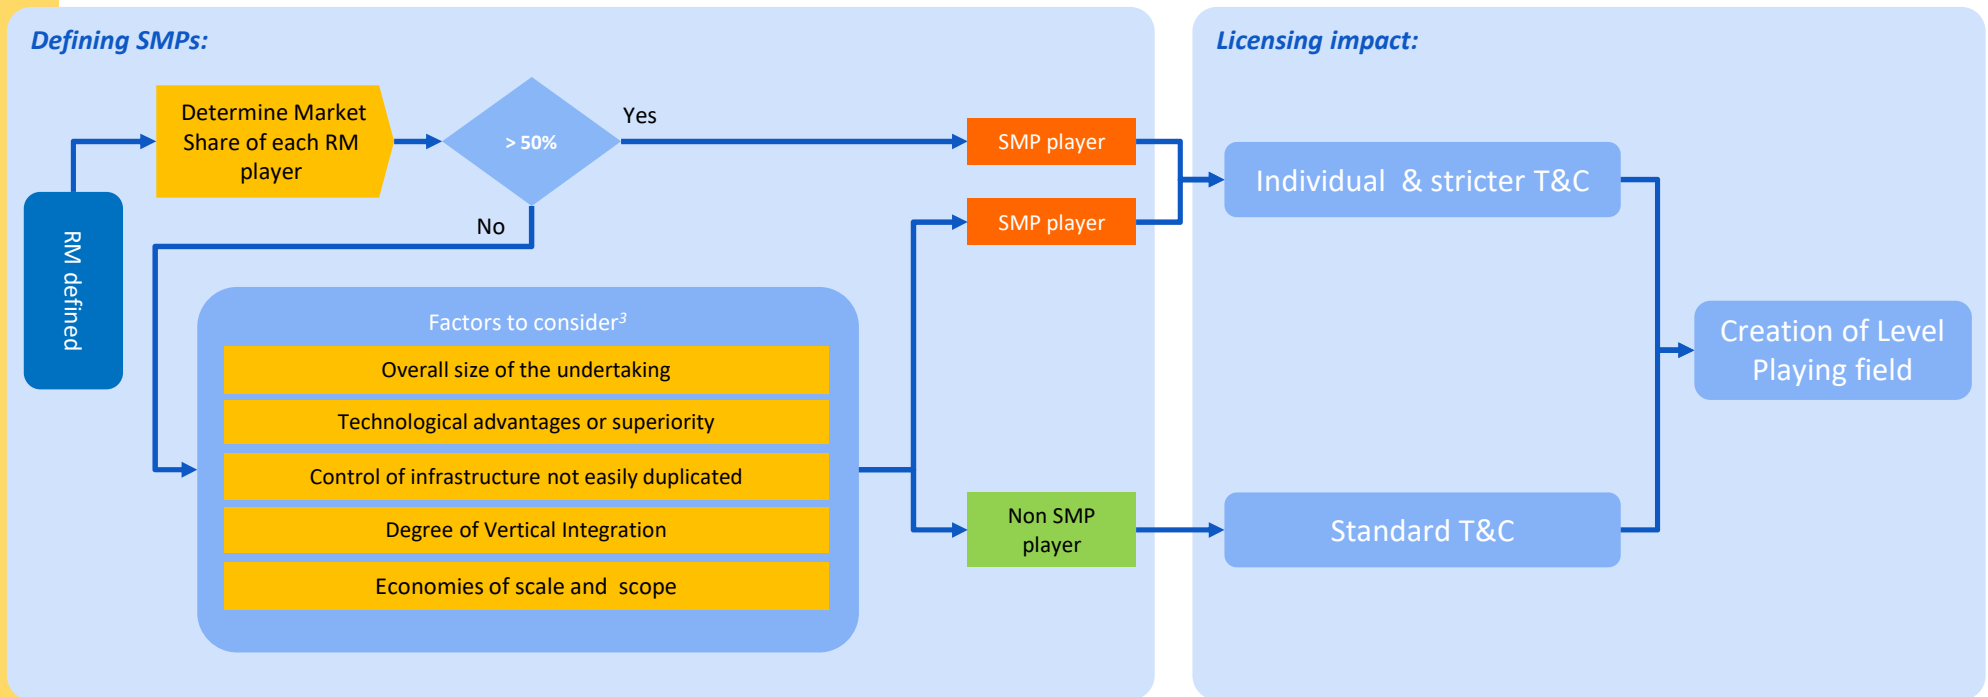 Defining SMPs:
Licensing impact:
Determine Market
Share of each RM
player
> 50%
Yes
No
RM defined
SMP player
SMP player
Individual & stricter T&C
Factors to consider3
Overall size of the undertaking
Technological advantages or superiority
Control of infrastructure not easily duplicated
Degree of Vertical Integration
Economies of scale and scope
Non SMP
player
Standard T&C
Creation of Level
Playing field